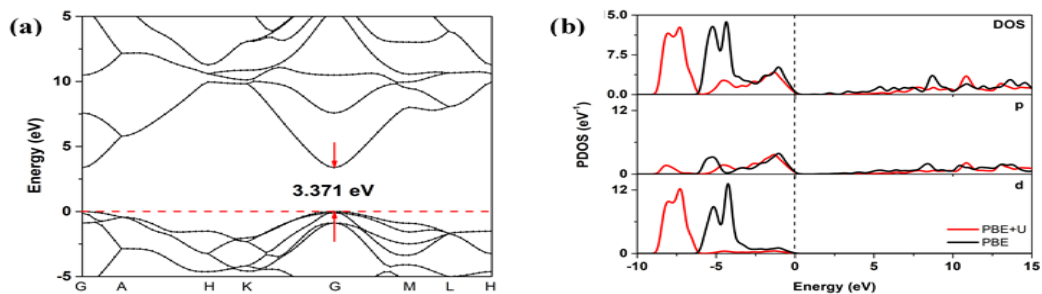 (a)
5
10
5
0
-5
Energy (eV)
3.371 eV
G A H K G M L H
(b)
15.0
7.5
0.0
12
0
12
0
PDOS (eV⁻¹)
DOS
p
d
PBE+U
PBE
-10 -5 0 5 10 15
Energy (eV)